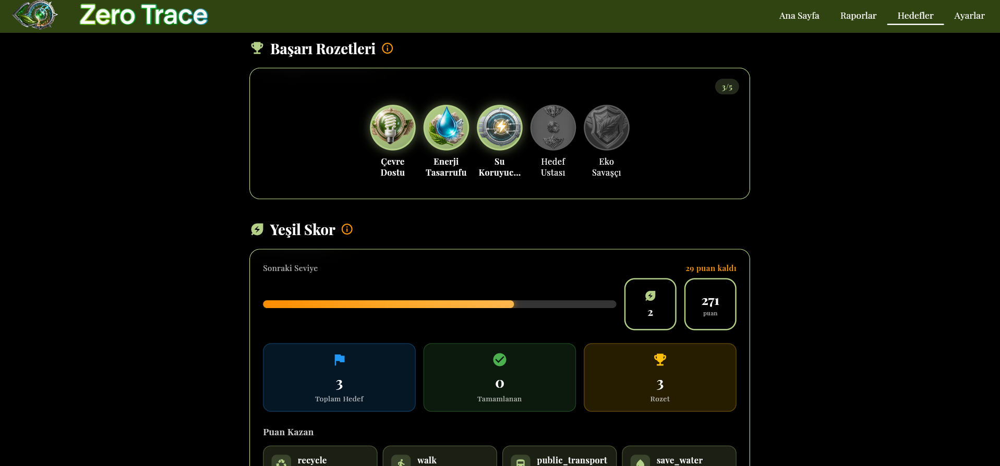 Zero Trace
Ana Sayfa
Raporlar
Hedefler
Ayarlar
Başarı Rozetleri
3/5
Çevre
Dostu
Enerji
Tasarrufu
Su
Koruyuc...
Hedef
Ustası
Eko
Savaşçı
Yeşil Skor
Sonraki Seviye
29 puan kaldı
2
271
puan
3
Toplam Hedef
0
Tamamlanan
3
Rozet
Puan Kazan
recycle
walk
public_transport
save_water